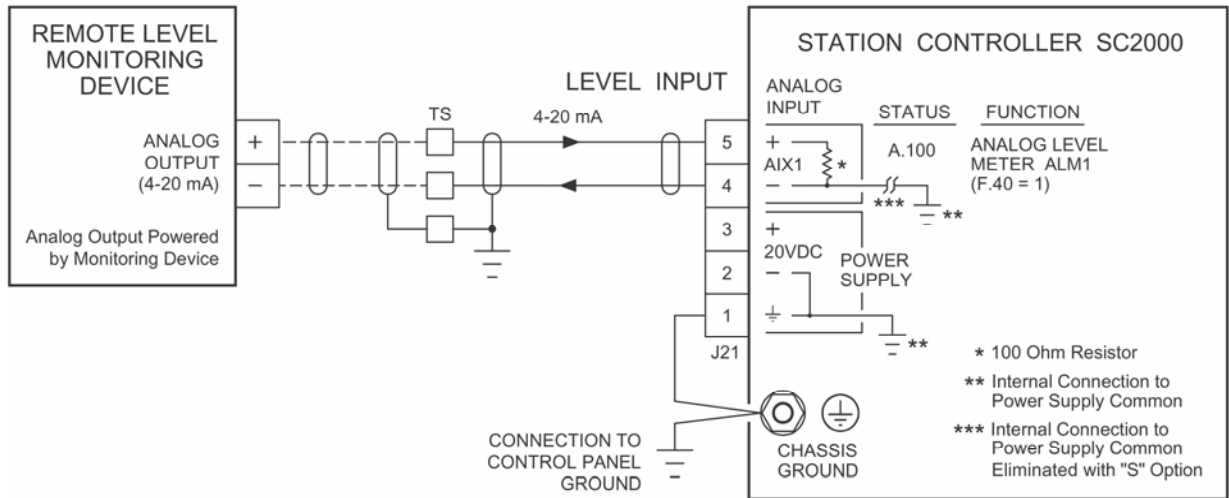 REMOTE LEVEL
MONITORING
DEVICE
ANALOG
OUTPUT
(4-20 mA)
+
−
Analog Output Powered
by Monitoring Device
TS
LEVEL INPUT
4-20 mA
5
4
3
2
1
J21
CONNECTION TO
CONTROL PANEL
GROUND
STATION CONTROLLER SC2000
ANALOG
INPUT
STATUS
FUNCTION
+
AIX1
−
*
A.100
***
**
ANALOG LEVEL
METER ALM1
(F.40 = 1)
+
20VDC
−
POWER
SUPPLY
**
CHASSIS
GROUND
* 100 Ohm Resistor
** Internal Connection to
Power Supply Common
*** Internal Connection to
Power Supply Common
Eliminated with "S" Option